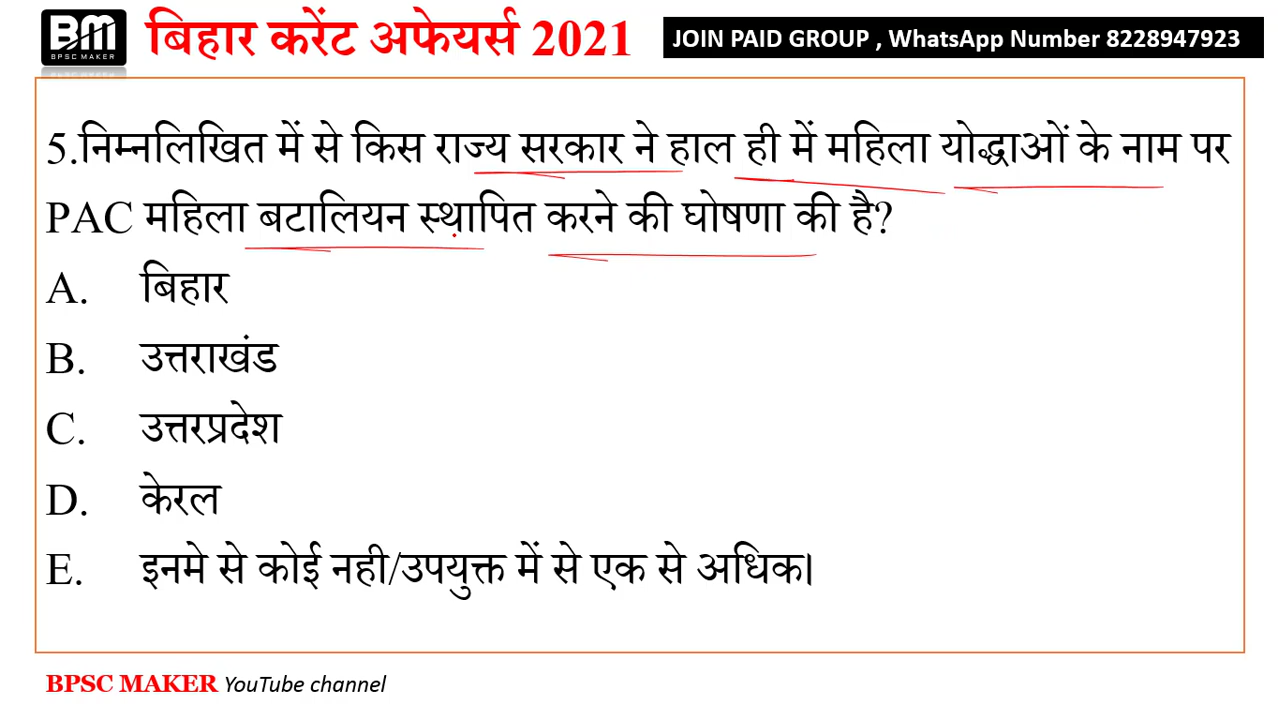 BM
BPSC MAKER
बिहार करेंट अफेयर्स 2021
JOIN PAID GROUP , WhatsApp Number 8228947923
5.निम्नलिखित में से किस राज्य सरकार ने हाल ही में महिला योद्धाओं के नाम पर
PAC महिला बटालियन स्थापित करने की घोषणा की है?
A. बिहार
B. उत्तराखंड
C. उत्तरप्रदेश
D. केरल
E. इनमे से कोई नही/उपयुक्त में से एक से अधिक।
BPSC MAKER YouTube channel